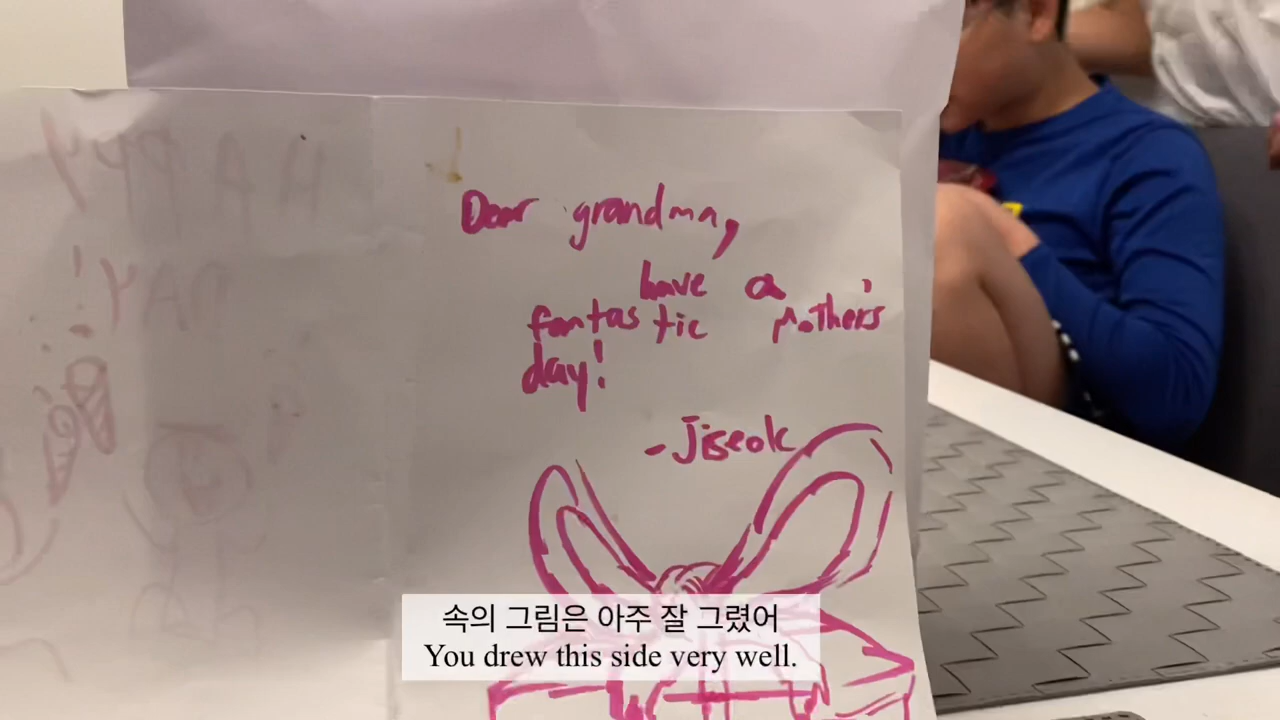 Dear grandma,
have a
fantastic Mother's
day!
- Jiseok
속의 그림은 아주 잘 그렸어
You drew this side very well.